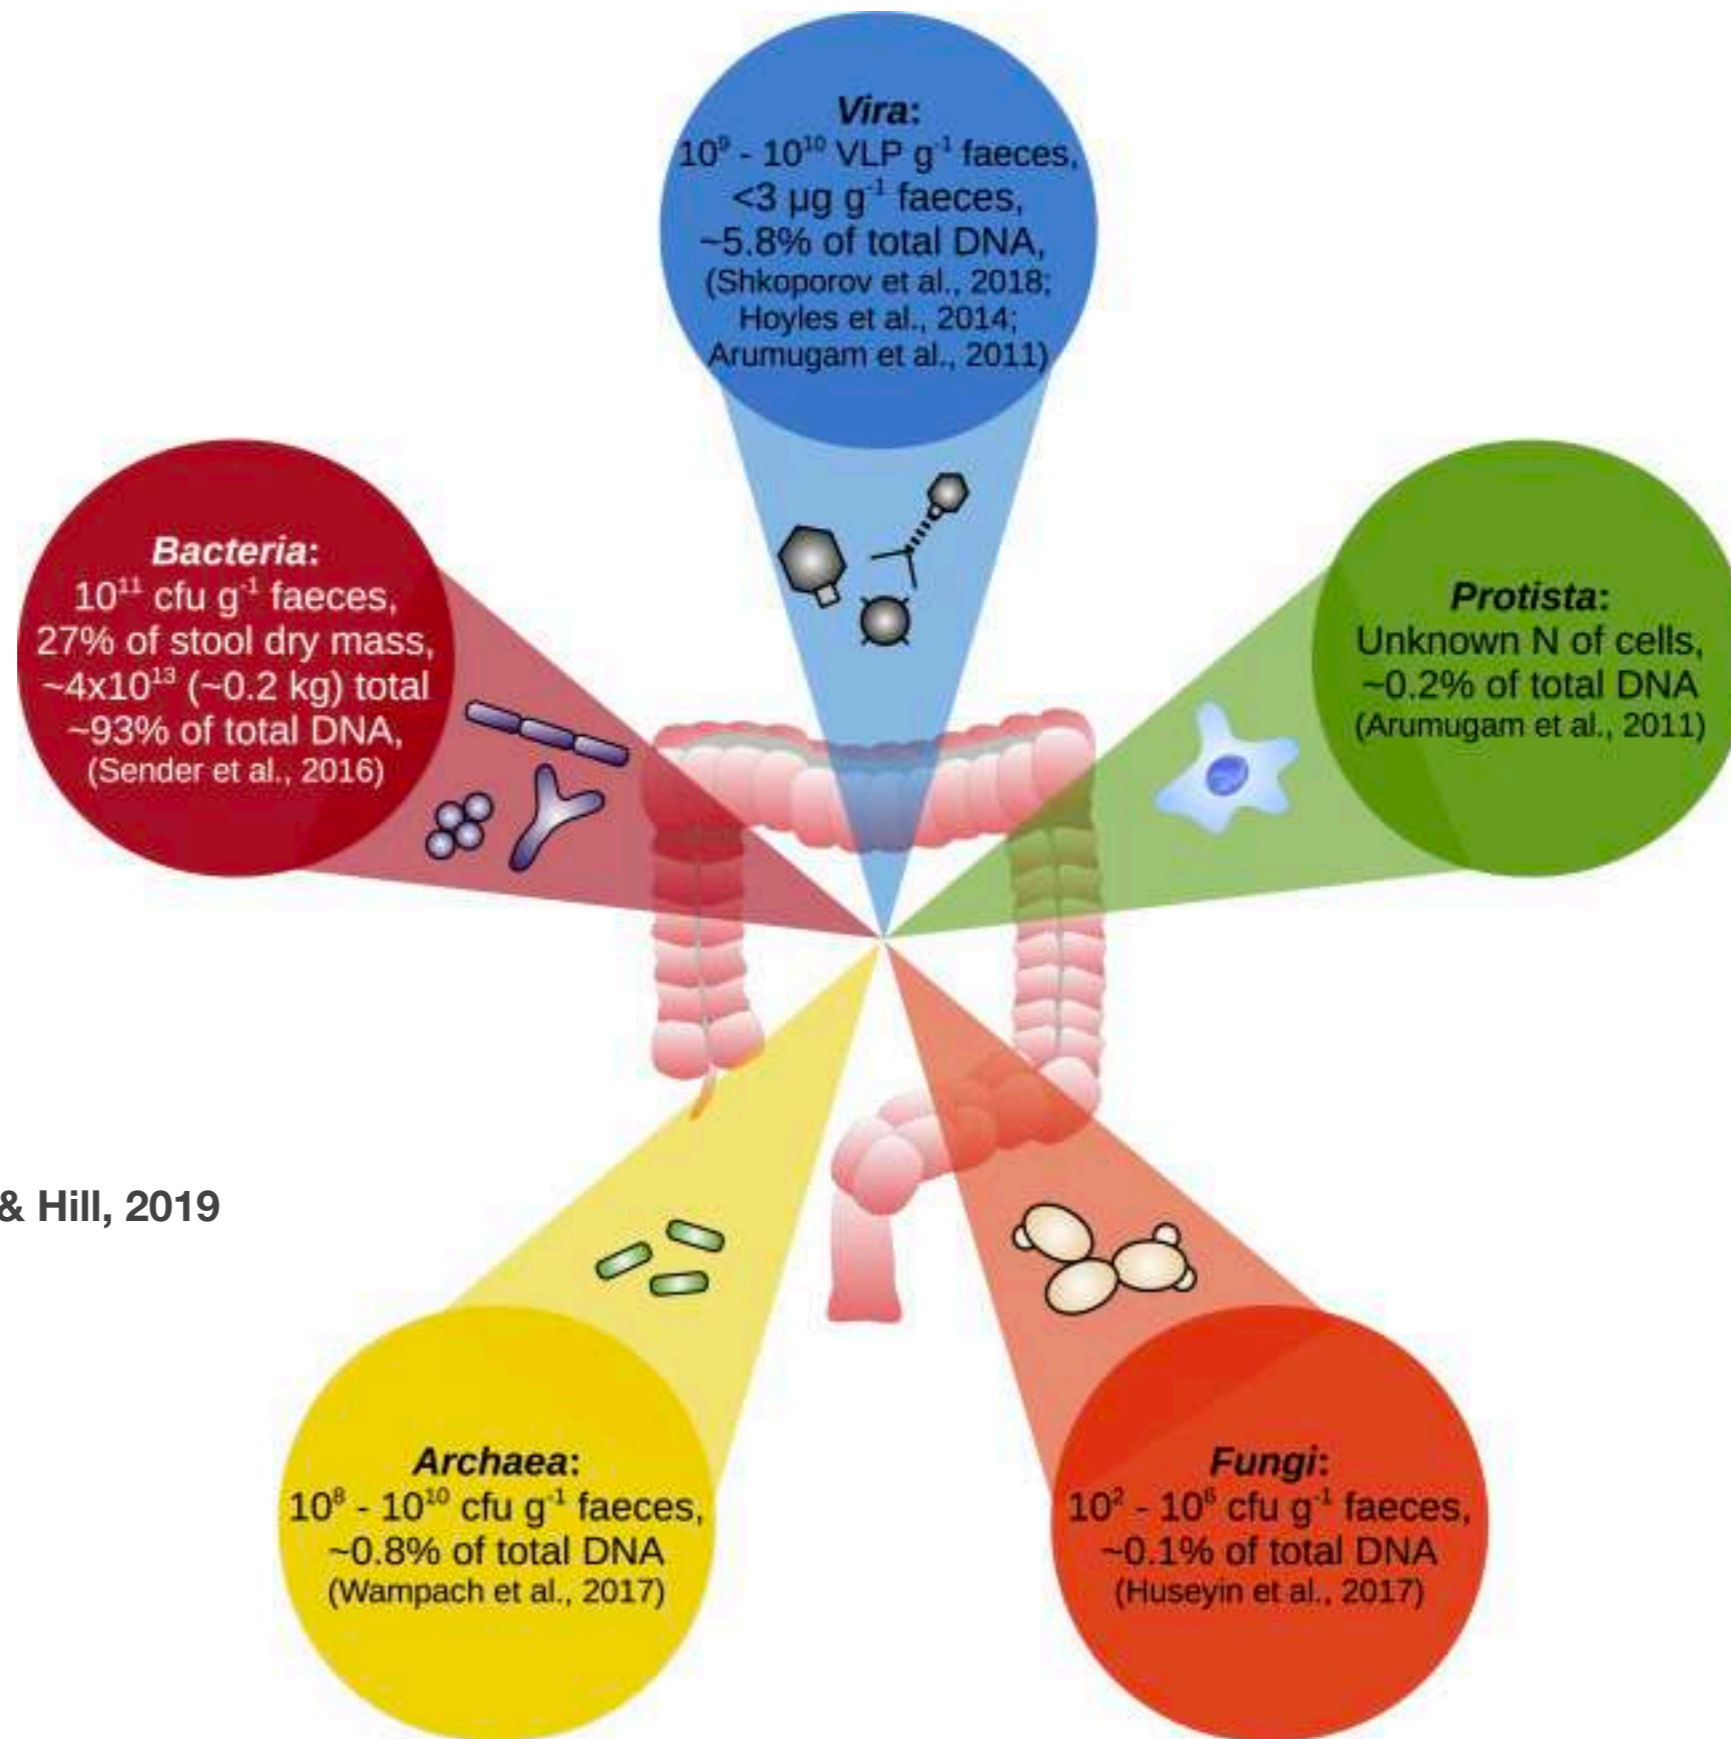 Vira:
10⁹ - 10¹⁰ VLP g⁻¹ faeces,
<3 µg g⁻¹ faeces,
~5.8% of total DNA,
(Shkoporov et al., 2018;
Hoyles et al., 2014;
Arumugam et al., 2011)
Bacteria:
10¹¹ cfu g⁻¹ faeces,
27% of stool dry mass,
~4x10¹³ (~0.2 kg) total
~93% of total DNA,
(Sender et al., 2016)
Protista:
Unknown N of cells,
~0.2% of total DNA
(Arumugam et al., 2011)
& Hill, 2019
Archaea:
10⁸ - 10¹⁰ cfu g⁻¹ faeces,
~0.8% of total DNA
(Wampach et al., 2017)
Fungi:
10² - 10⁶ cfu g⁻¹ faeces,
~0.1% of total DNA
(Huseyin et al., 2017)